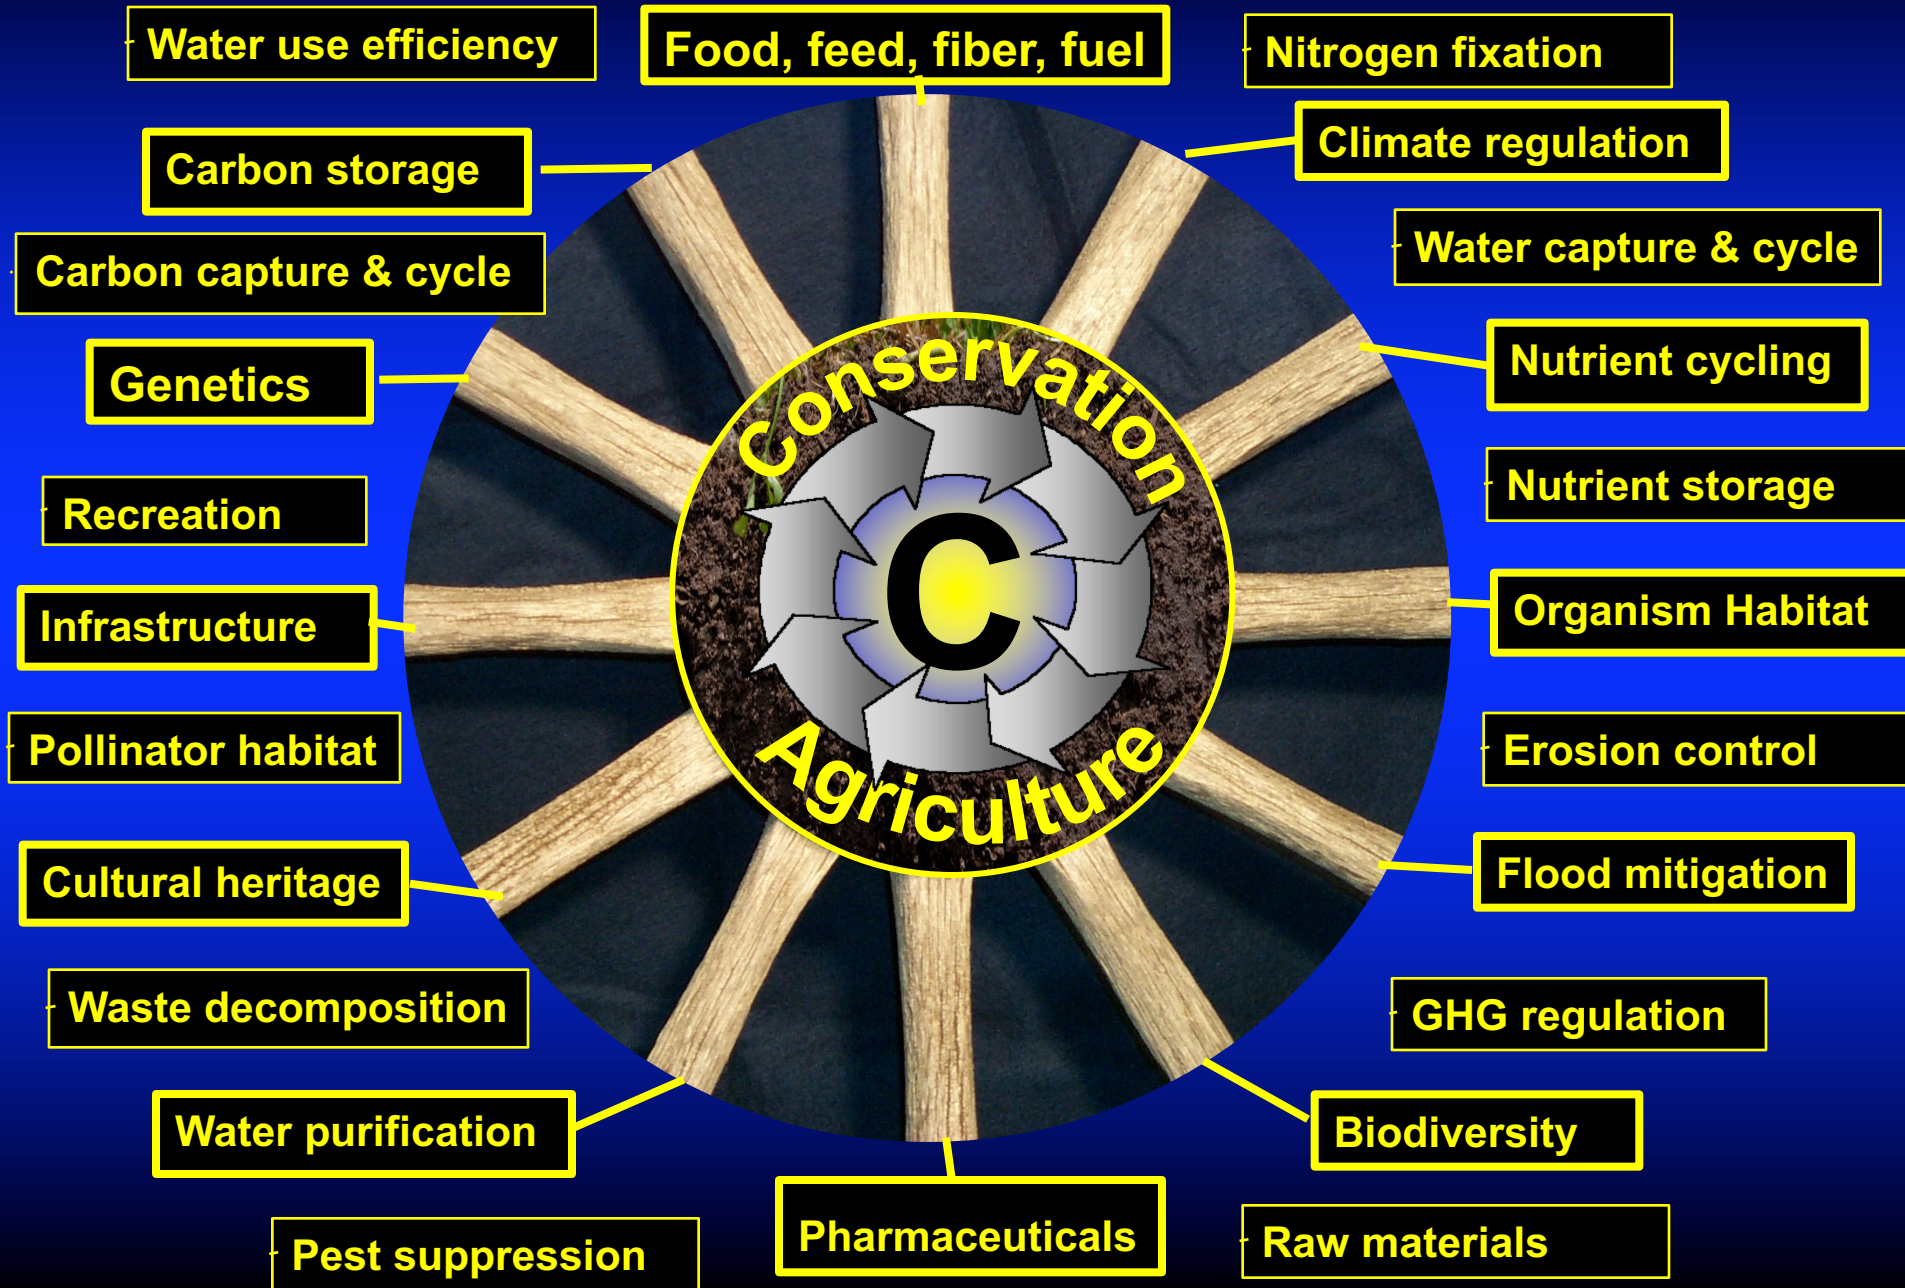 Water use efficiency
Food, feed, fiber, fuel
Nitrogen fixation
Carbon storage
Climate regulation
Carbon capture & cycle
Water capture & cycle
Genetics
Nutrient cycling
Conservation
Recreation
Nutrient storage
C
Infrastructure
Organism Habitat
Pollinator habitat
Erosion control
Agriculture
Cultural heritage
Flood mitigation
Waste decomposition
GHG regulation
Water purification
Biodiversity
Pharmaceuticals
Pest suppression
Raw materials